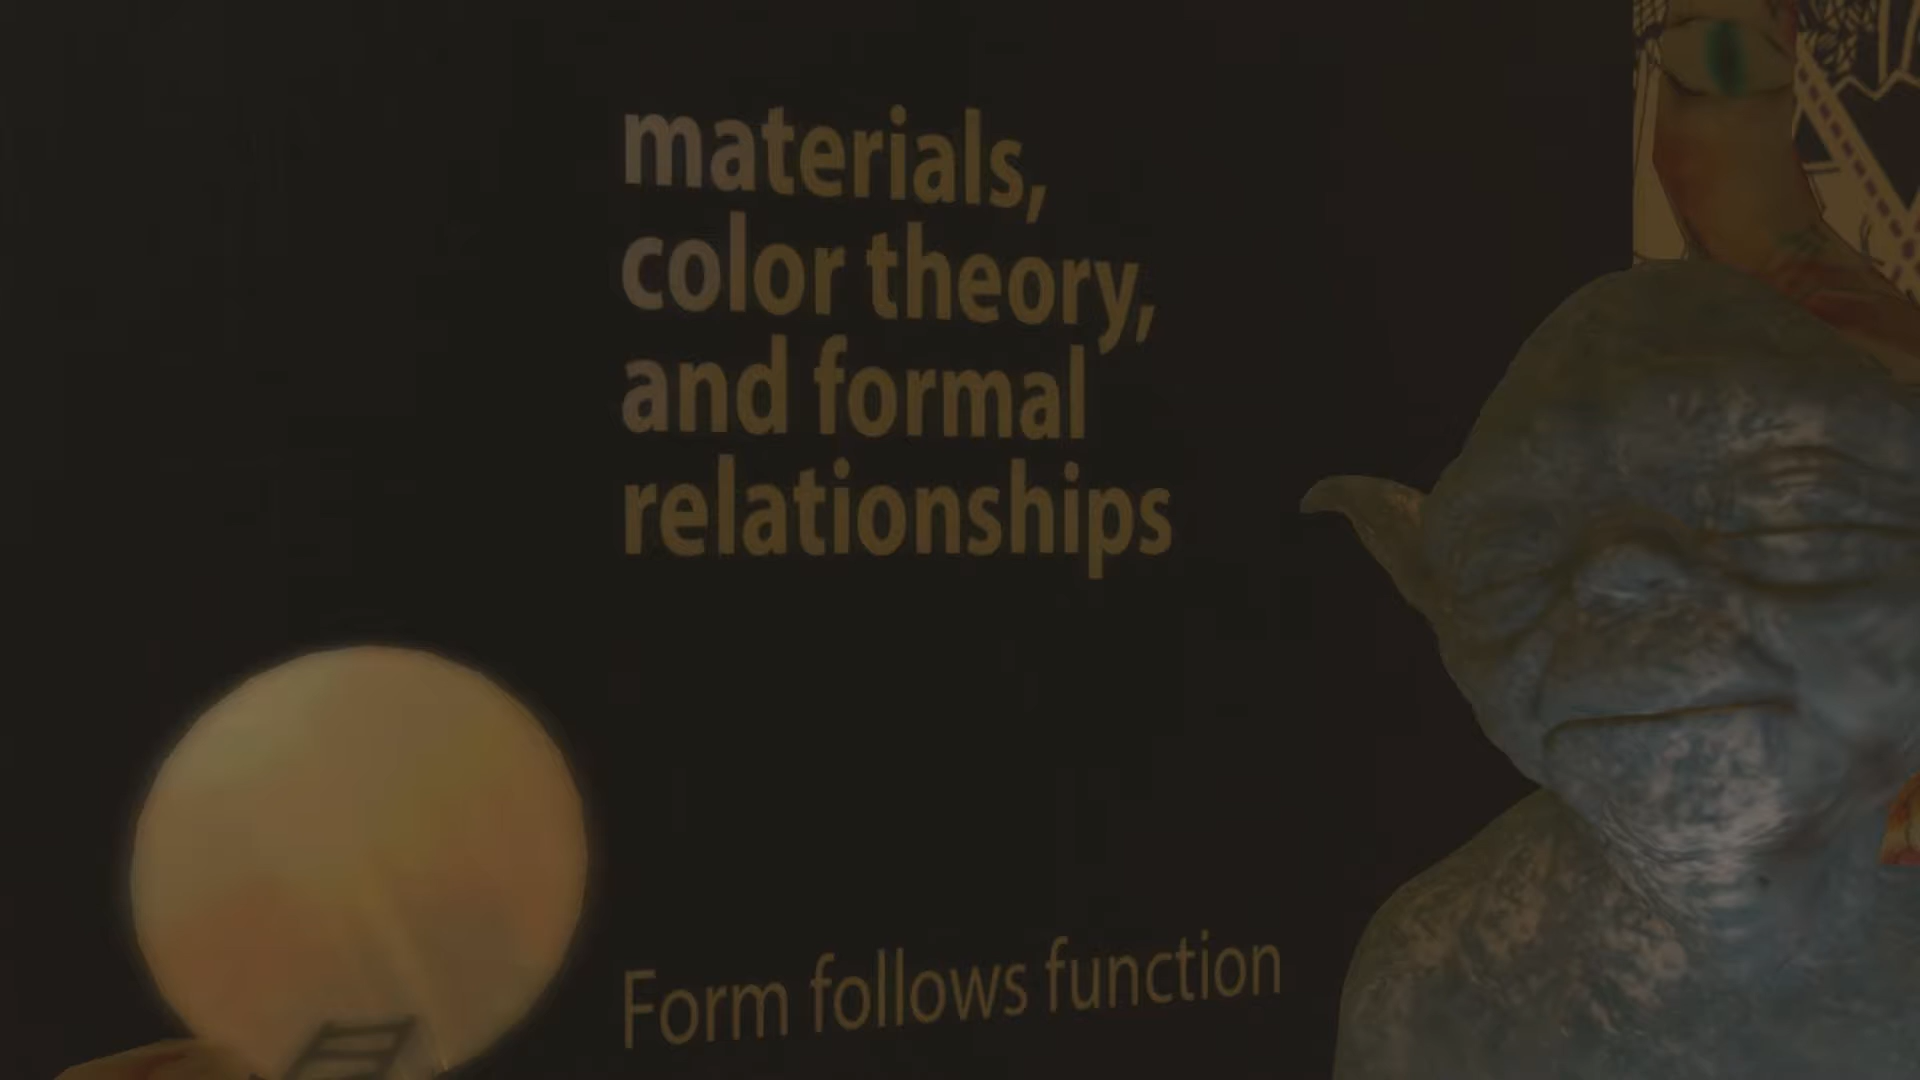 materials,
color theory,
and formal
relationships
Form follows function